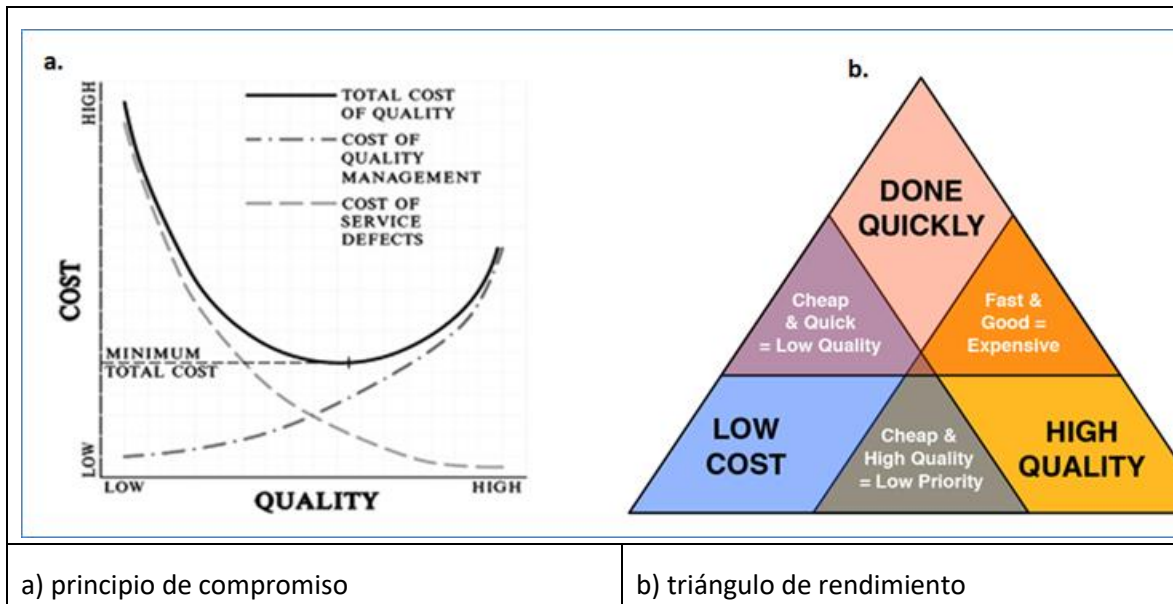 a.
HIGH
COST
LOW
TOTAL COST
OF QUALITY
COST OF
QUALITY
MANAGEMENT
COST OF
SERVICE
DEFECTS
MINIMUM
TOTAL COST
LOW
HIGH
QUALITY
b.
DONE
QUICKLY
Cheap
& Quick
= Low Quality
Fast &
Good =
Expensive
LOW
COST
Cheap &
High Quality
= Low Priority
HIGH
QUALITY
a) principio de compromiso
b) triángulo de rendimiento